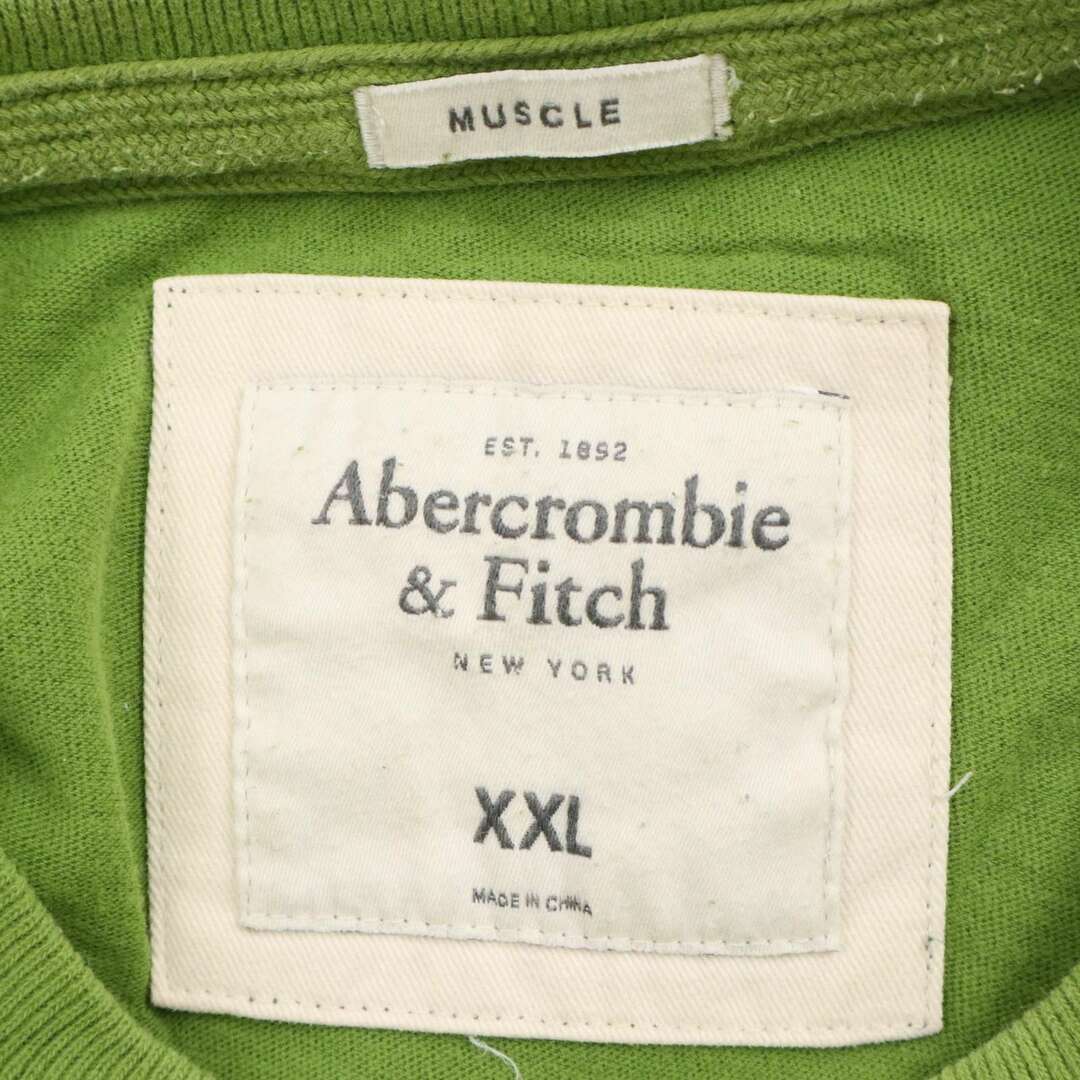 MUSCLE
EST. 1892
Abercrombie
& Fitch
NEW YORK
XXL
MADE IN CHINA